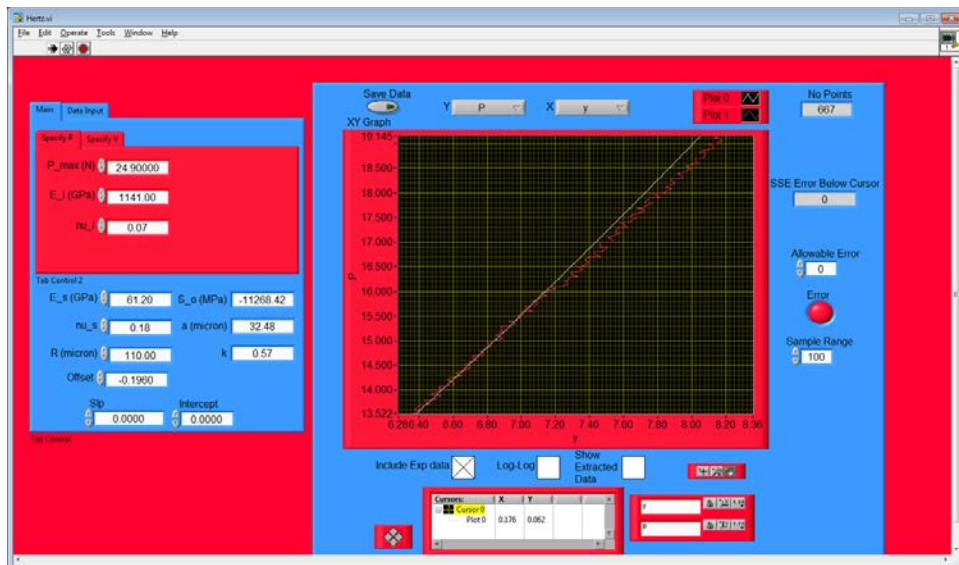 Hertz.vi
File Edit Operate Tools Window Help
Main Data Input
Specify P Specify Y
P_max (N) 24.90000
E_i (GPa) 1141.00
nu_i 0.07
Tab Control 2
E_s (GPa) 61.20 S_o (MPa) -11268.42
nu_s 0.18 a (micron) 32.48
R (micron) 110.00 k 0.57
Offset -0.1960
Slp Intercept
0.0000 0.0000
Tab Control
Save Data
Y P X y
Plot 0
Plot 1
XY Graph
19.145
18.500
18.000
17.500
17.000
16.500
16.000
15.500
15.000
14.500
14.000
13.522
P
6.286 6.40 6.60 6.80 7.00 7.20 7.40 7.60 7.80 8.00 8.20 8.36
Y
No Points
667
SSE Error Below Cursor
0
Allowable Error
0
Error
Sample Range
100
Include Exp data Log-Log Show Extracted Data
Cursors: X Y
Cursor 0
Plot 0 0.176 0.062